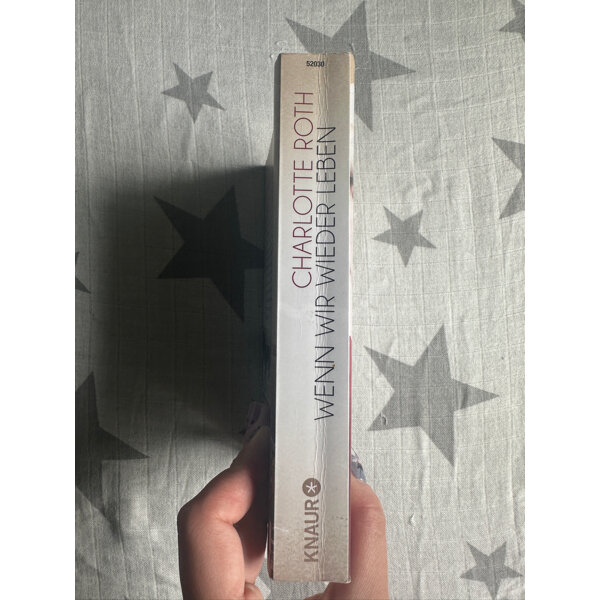 52030
CHARLOTTE ROTH
WENN WIR WIEDER LEBEN
KNAUR